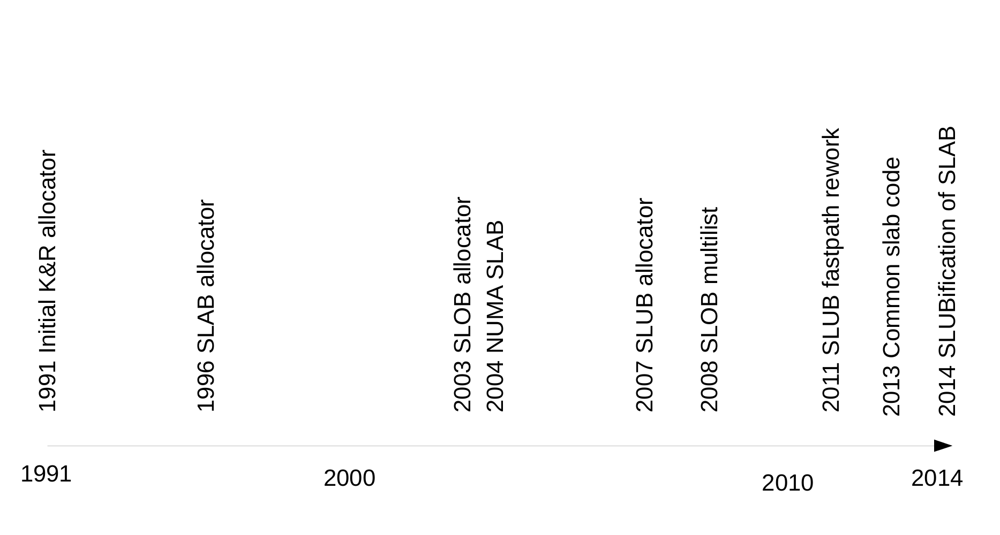 1991 Initial K&R allocator
1996 SLAB allocator
2003 SLOB allocator
2004 NUMA SLAB
2007 SLUB allocator
2008 SLOB multilist
2011 SLUB fastpath rework
2013 Common slab code
2014 SLUBification of SLAB
1991
2000
2010
2014